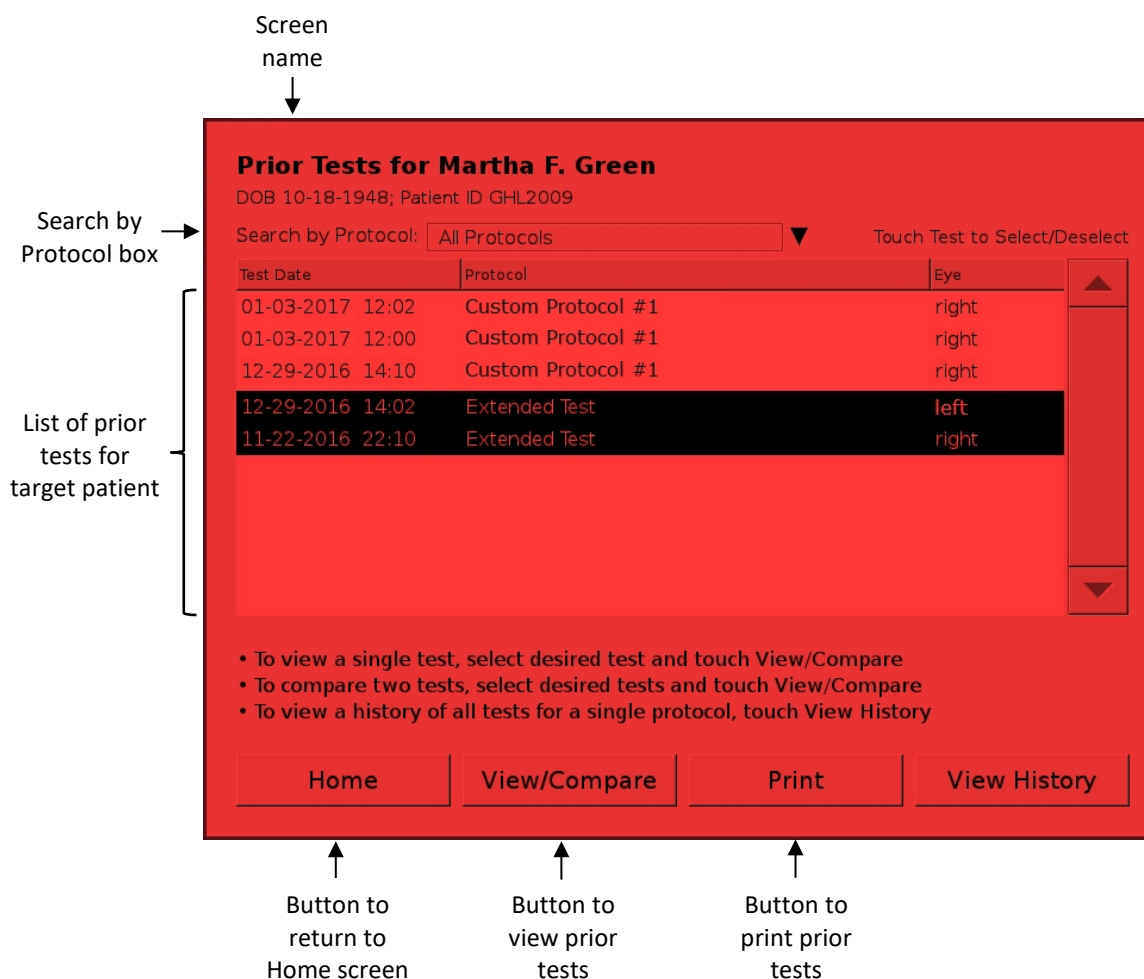 Screen
name
Prior Tests for Martha F. Green
DOB 10-18-1948; Patient ID GHL2009
Search by
Protocol box
Search by Protocol: All Protocols ▼ Touch Test to Select/Deselect
Test Date Protocol Eye
01-03-2017 12:02 Custom Protocol #1 right
01-03-2017 12:00 Custom Protocol #1 right
12-29-2016 14:10 Custom Protocol #1 right
12-29-2016 14:02 Extended Test left
11-22-2016 22:10 Extended Test right
List of prior
tests for
target patient
• To view a single test, select desired test and touch View/Compare
• To compare two tests, select desired tests and touch View/Compare
• To view a history of all tests for a single protocol, touch View History
Home View/Compare Print View History
Button to
return to
Home screen
Button to
view prior
tests
Button to
print prior
tests